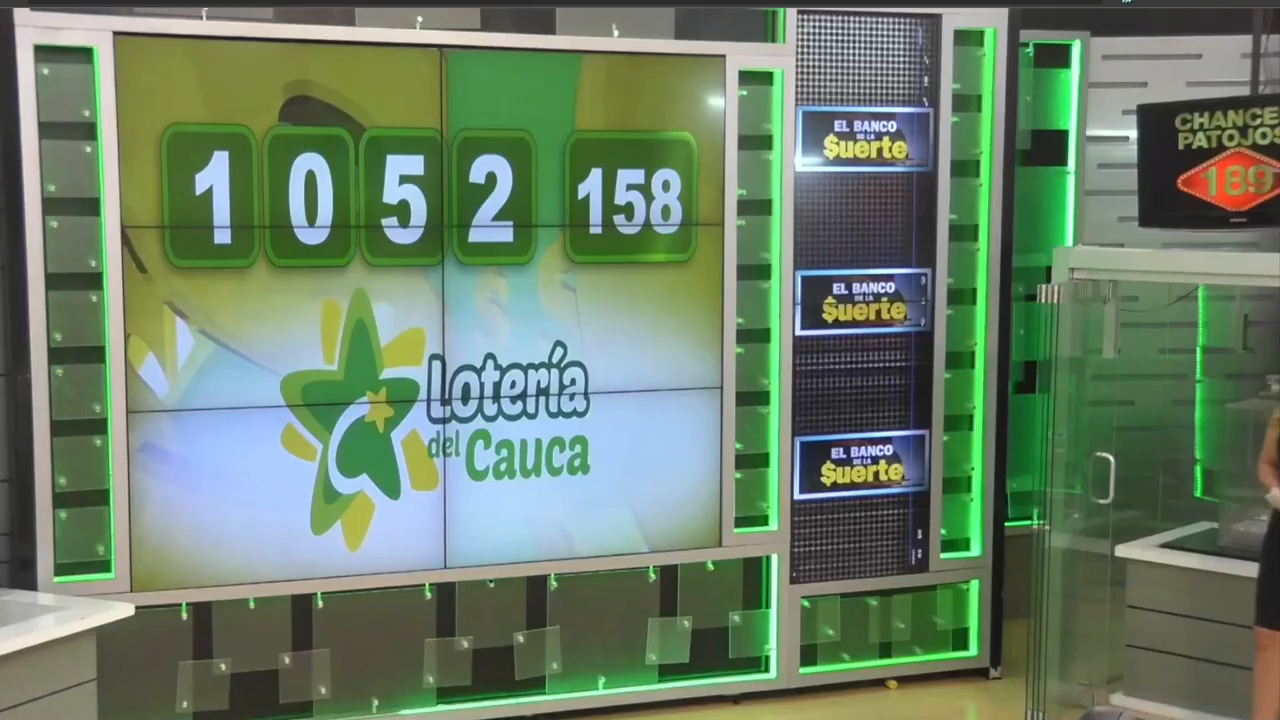 1 0 5 2 158
Lotería
del Cauca
EL BANCO
DE LA
$uerte
EL BANCO
DE LA
$uerte
EL BANCO
DE LA
$uerte
CHANCE
PATOJOS
189